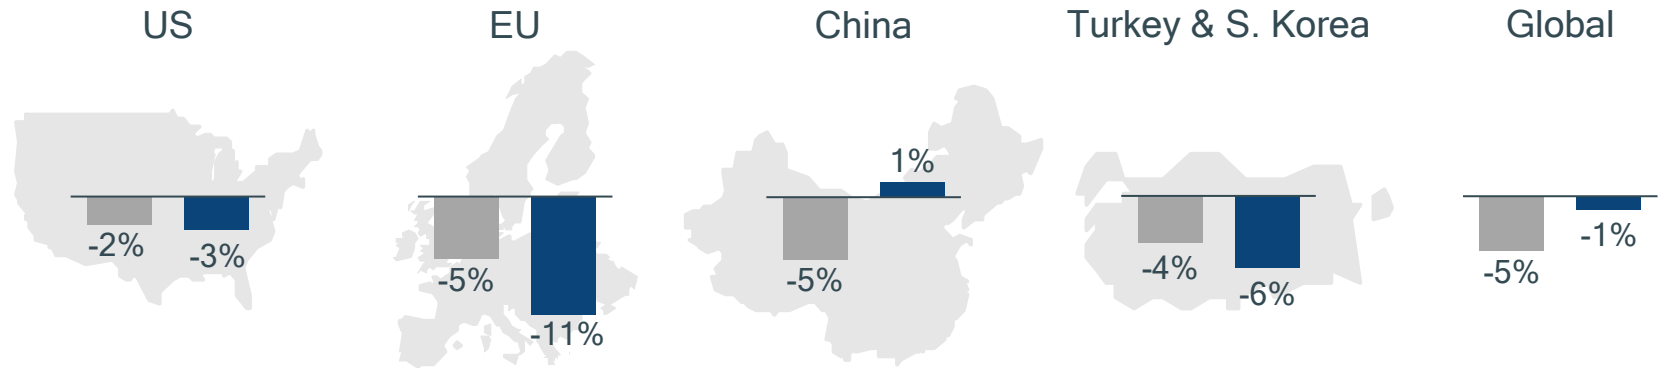 US
-2%
-3%
EU
-5%
-11%
China
-5%
1%
Turkey & S. Korea
-4%
-6%
Global
-5%
-1%